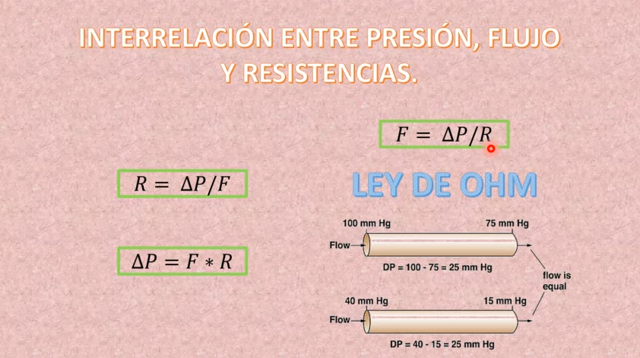 INTERRELACIÓN ENTRE PRESIÓN, FLUJO
Y RESISTENCIAS.
F = ΔP/R
R = ΔP/F
LEY DE OHM
ΔP = F * R
100 mm Hg
75 mm Hg
Flow
DP = 100 - 75 = 25 mm Hg
flow is
equal
40 mm Hg
15 mm Hg
Flow
DP = 40 - 15 = 25 mm Hg